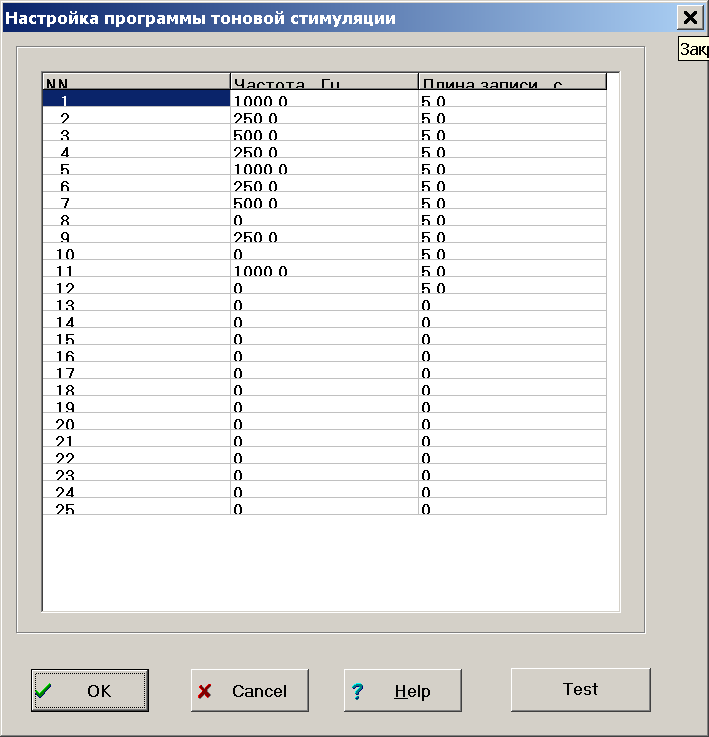 Настройка программы тоновой стимуляции
Зак
NN Частота , Гц Длина записи , с
1 1000.0 5.0
2 250.0 5.0
3 500.0 5.0
4 250.0 5.0
5 1000.0 5.0
6 250.0 5.0
7 500.0 5.0
8 0 5.0
9 250.0 5.0
10 0 5.0
11 1000.0 5.0
12 0 5.0
13 0 0
14 0 0
15 0 0
16 0 0
17 0 0
18 0 0
19 0 0
20 0 0
21 0 0
22 0 0
23 0 0
24 0 0
25 0 0
OK Cancel Help Test